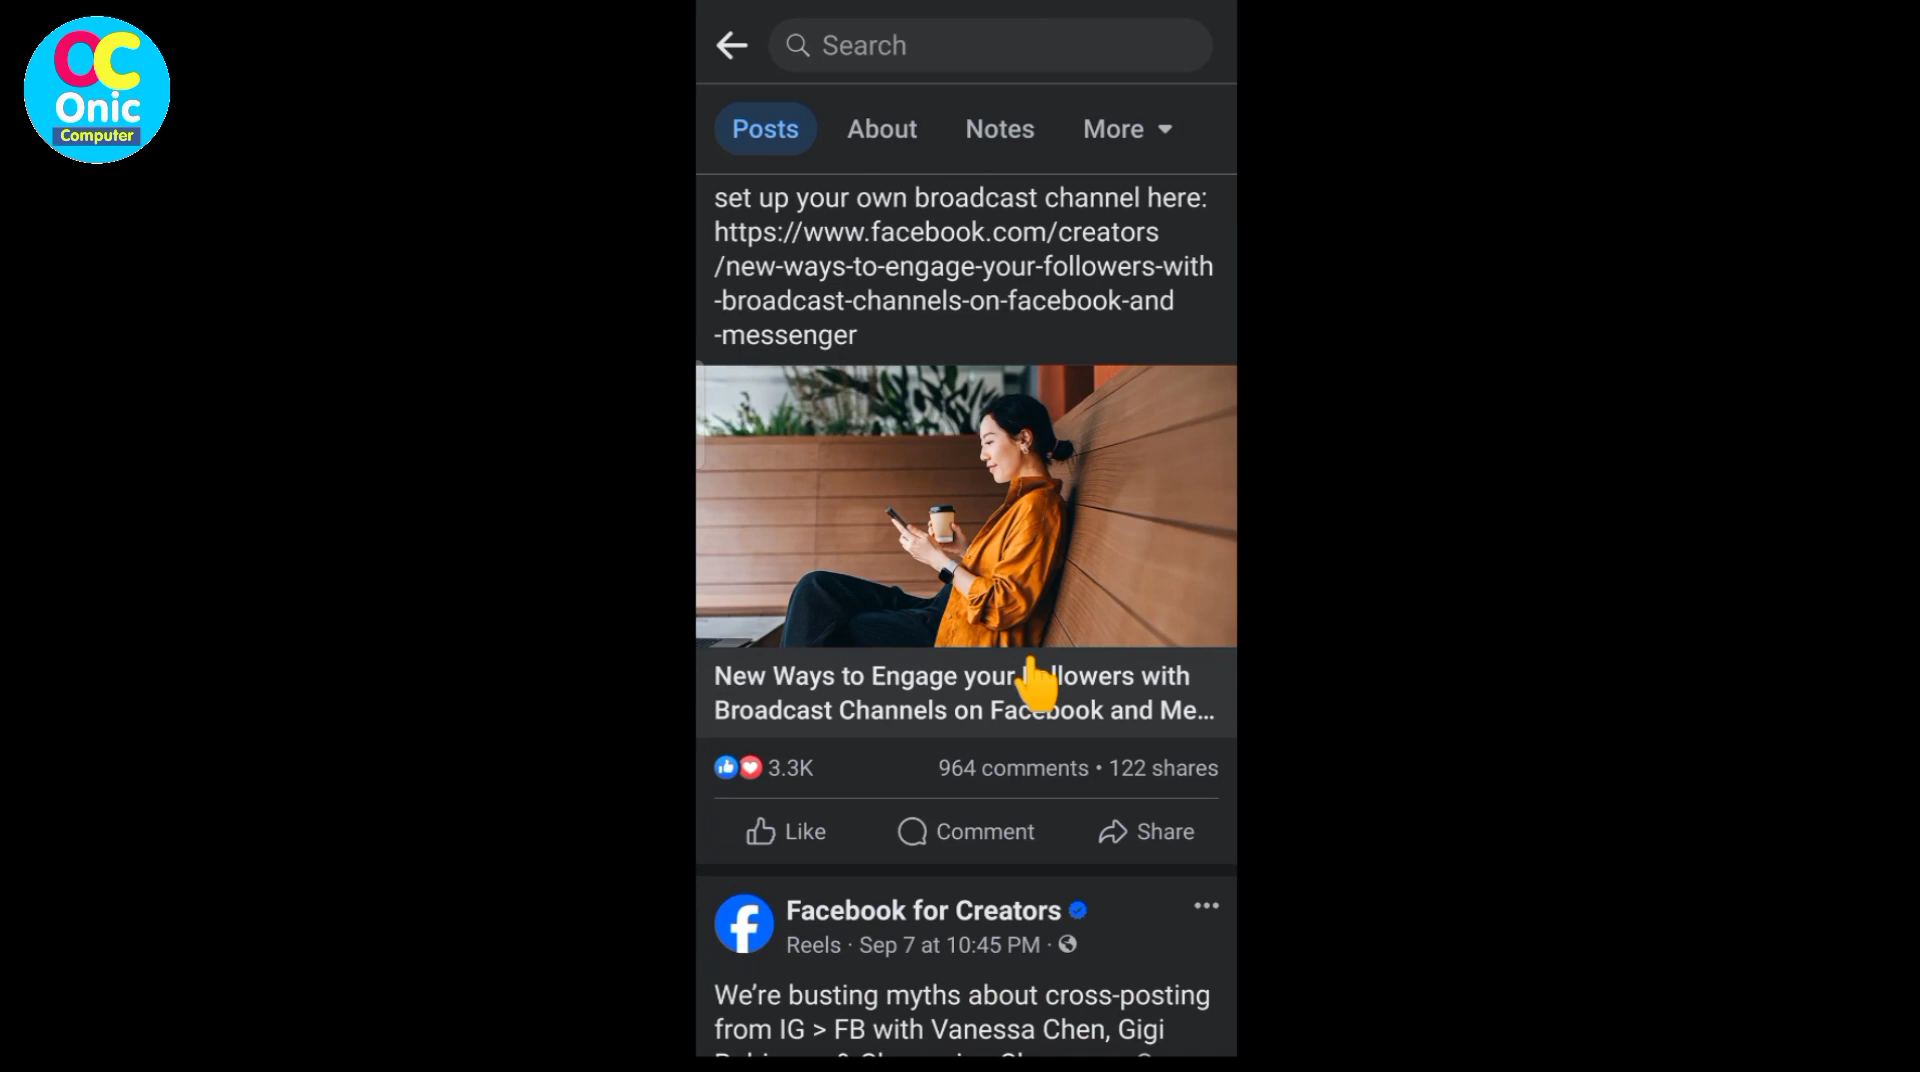 OC
Onic
Computer
Search
Posts About Notes More
set up your own broadcast channel here:
https://www.facebook.com/creators
/new-ways-to-engage-your-followers-with
-broadcast-channels-on-facebook-and
-messenger
New Ways to Engage your Followers with
Broadcast Channels on Facebook and Me...
3.3K 964 comments • 122 shares
Like Comment Share
Facebook for Creators
Reels · Sep 7 at 10:45 PM ·
We’re busting myths about cross-posting
from IG > FB with Vanessa Chen, Gigi